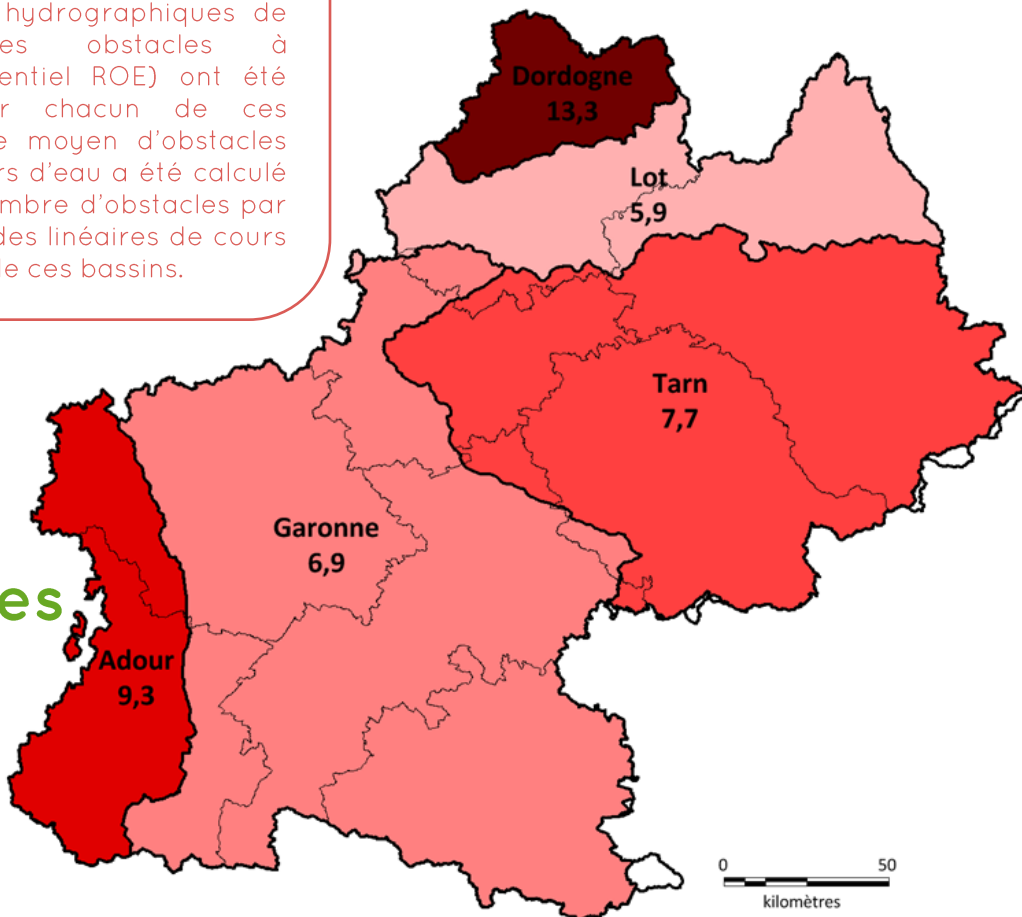 hydrographiques de
es obstacles à
entiel ROE) ont été
r chacun de ces
e moyen d'obstacles
rs d'eau a été calculé
mbre d'obstacles par
des linéaires de cours
de ces bassins.
Dordogne
13,3
Lot
5,9
Tarn
7,7
Garonne
6,9
es
Adour
9,3
0 50
kilomètres